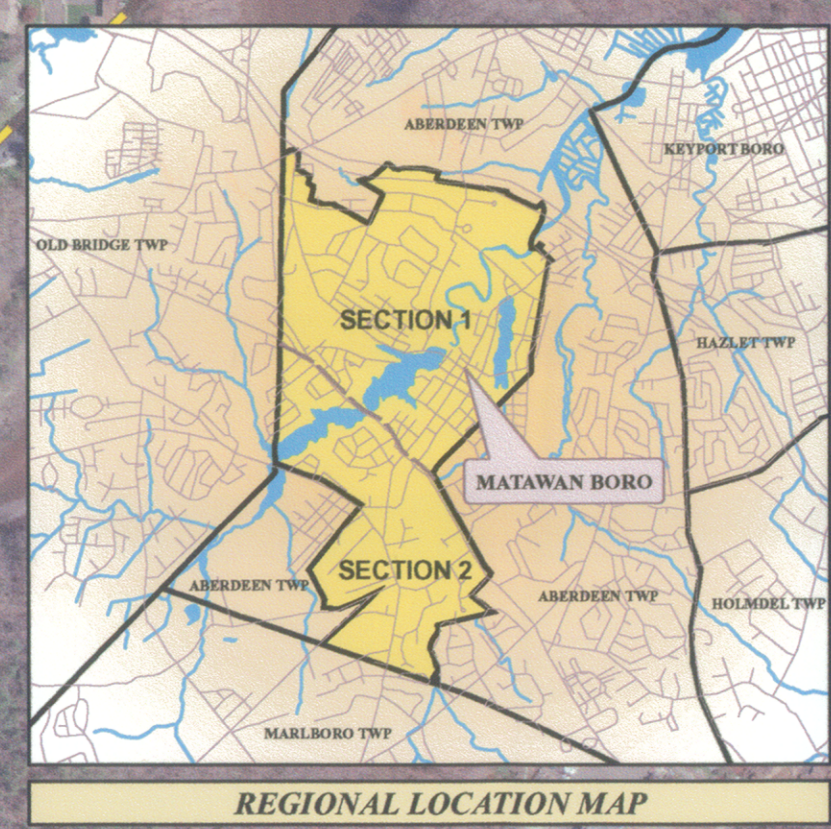 ABERDEEN TWP
KEYPORT BORO
OLD BRIDGE TWP
SECTION 1
HAZLET TWP
MATAWAN BORO
SECTION 2
ABERDEEN TWP
ABERDEEN TWP
HOLMDEL TWP
MARLBORO TWP
REGIONAL LOCATION MAP